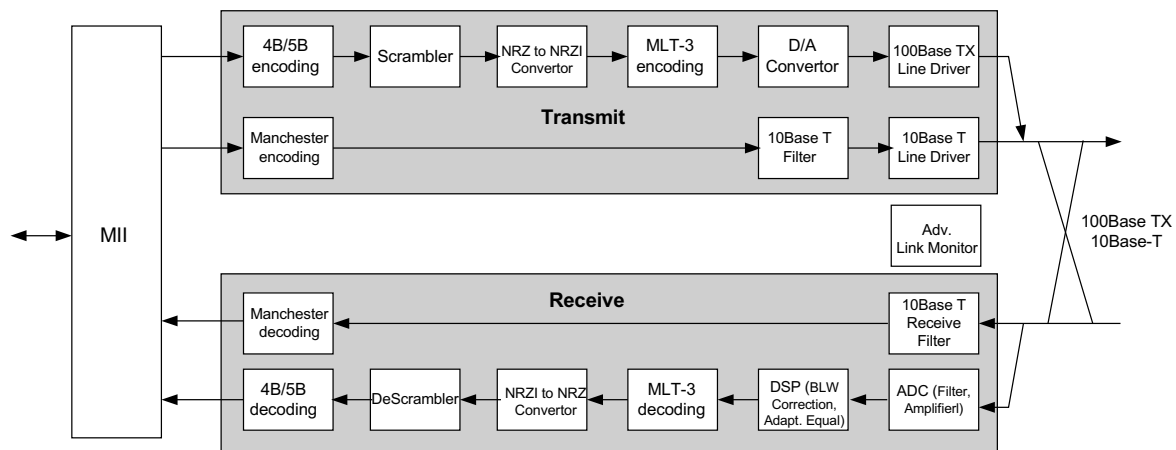 4B/5B
encoding
Scrambler
NRZ to NRZI
Convertor
MLT-3
encoding
D/A
Convertor
100Base TX
Line Driver
Transmit
Manchester
encoding
10Base T
Filter
10Base T
Line Driver
MII
Adv.
Link Monitor
100Base TX
10Base-T
Receive
Manchester
decoding
10Base T
Receive
Filter
4B/5B
decoding
DeScrambler
NRZI to NRZ
Convertor
MLT-3
decoding
DSP (BLW
Correction,
Adapt. Equal)
ADC (Filter,
Amplifierl)